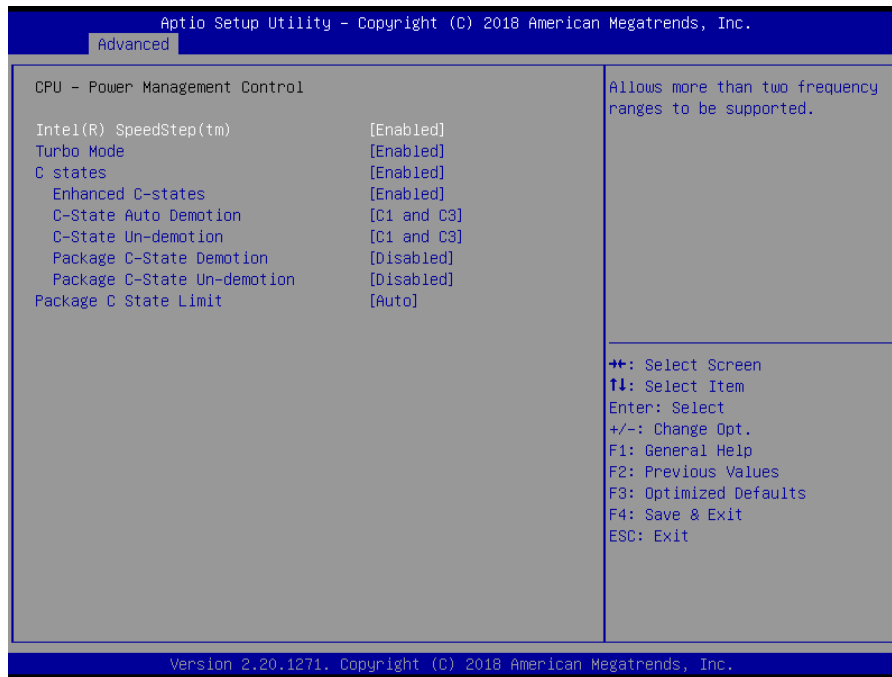 Aptio Setup Utility – Copyright (C) 2018 American Megatrends, Inc.
Advanced
CPU – Power Management Control
Intel(R) SpeedStep(tm) [Enabled]
Turbo Mode [Enabled]
C states [Enabled]
Enhanced C-states [Enabled]
C-State Auto Demotion [C1 and C3]
C-State Un-demotion [C1 and C3]
Package C-State Demotion [Disabled]
Package C-State Un-demotion [Disabled]
Package C State Limit [Auto]
Allows more than two frequency
ranges to be supported.
→←: Select Screen
↑↓: Select Item
Enter: Select
+/-: Change Opt.
F1: General Help
F2: Previous Values
F3: Optimized Defaults
F4: Save & Exit
ESC: Exit
Version 2.20.1271. Copyright (C) 2018 American Megatrends, Inc.